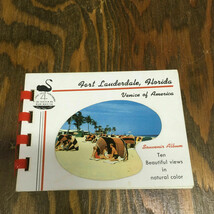 Fort Lauderdale, Florida
Venice of America
Souvenir Album
Ten
Beautiful views
in
natural color